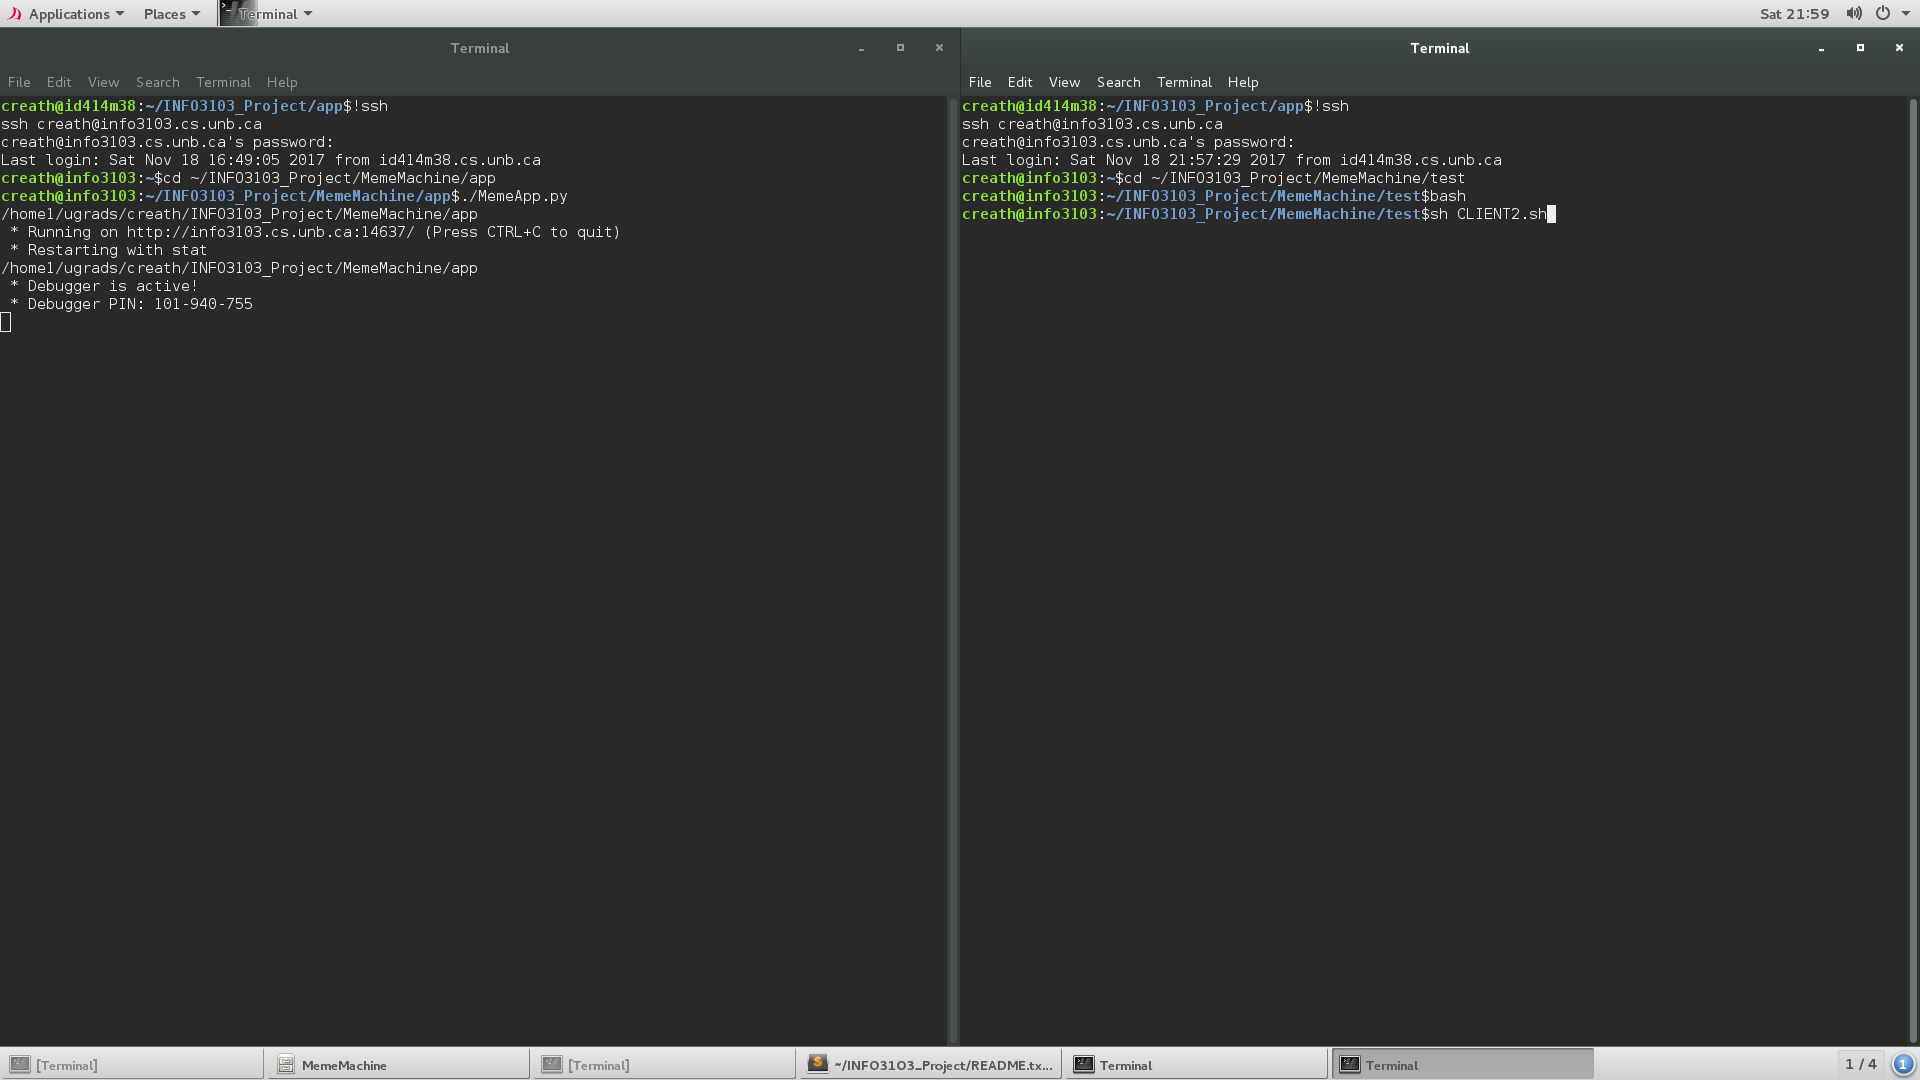 Applications Places Terminal Sat 21:59
Terminal
File Edit View Search Terminal Help
creath@id414m38:~/INFO3103_Project/app$!ssh
ssh creath@info3103.cs.unb.ca
creath@info3103.cs.unb.ca's password:
Last login: Sat Nov 18 16:49:05 2017 from id414m38.cs.unb.ca
creath@info3103:~$cd ~/INFO3103_Project/MemeMachine/app
creath@info3103:~/INFO3103_Project/MemeMachine/app$./MemeApp.py
/home1/ugrads/creath/INFO3103_Project/MemeMachine/app
 * Running on http://info3103.cs.unb.ca:14637/ (Press CTRL+C to quit)
 * Restarting with stat
/home1/ugrads/creath/INFO3103_Project/MemeMachine/app
 * Debugger is active!
 * Debugger PIN: 101-940-755
Terminal
File Edit View Search Terminal Help
creath@id414m38:~/INFO3103_Project/app$!ssh
ssh creath@info3103.cs.unb.ca
creath@info3103.cs.unb.ca's password:
Last login: Sat Nov 18 21:57:29 2017 from id414m38.cs.unb.ca
creath@info3103:~$cd ~/INFO3103_Project/MemeMachine/test
creath@info3103:~/INFO3103_Project/MemeMachine/test$bash
creath@info3103:~/INFO3103_Project/MemeMachine/test$sh CLIENT2.sh
[Terminal] MemeMachine [Terminal] ~/INFO3103_Project/README.tx... Terminal Terminal 1 / 4 1